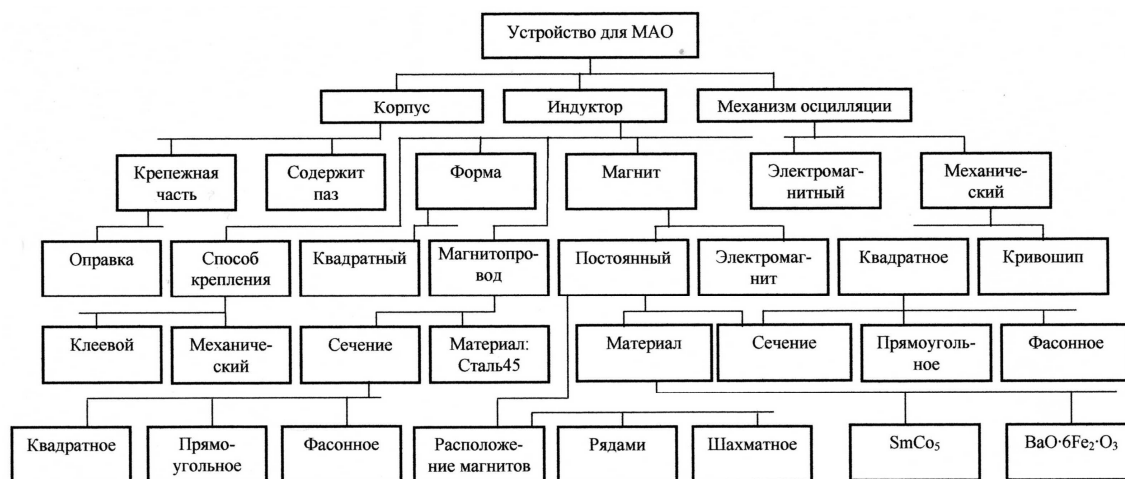 Устройство для МАО
Корпус
Индуктор
Механизм осцилляции
Крепежная
часть
Содержит
паз
Форма
Магнит
Электромаг-
нитный
Механиче-
ский
Оправка
Способ
крепления
Квадратный
Магнитопро-
вод
Постоянный
Электромаг-
нит
Квадратное
Кривошип
Клеевой
Механиче-
ский
Сечение
Материал:
Сталь45
Материал
Сечение
Прямоуголь-
ное
Фасонное
Квадратное
Прямо-
угольное
Фасонное
Расположе-
ние магнитов
Рядами
Шахматное
SmCo₅
BaO·6Fe₂·O₃